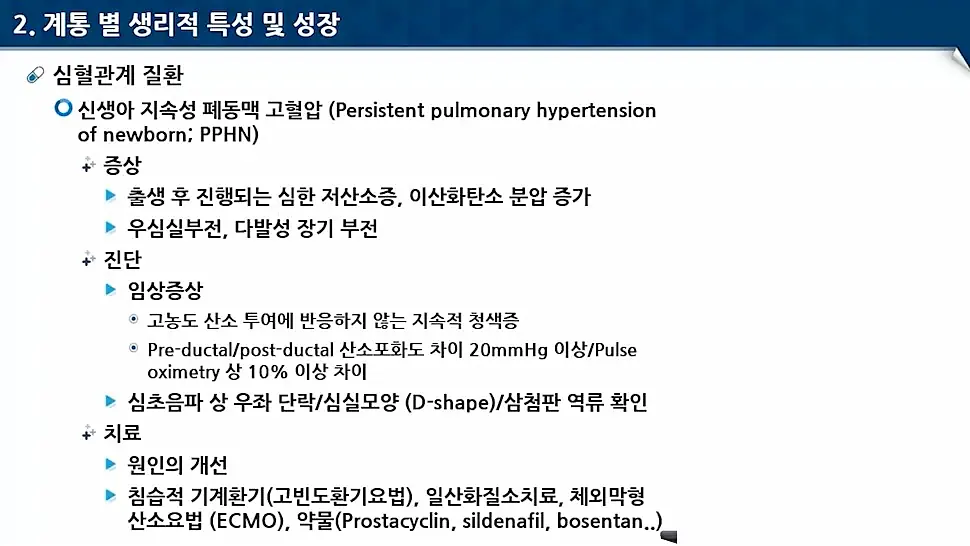 2. 계통 별 생리적 특성 및 성장
심혈관계 질환
신생아 지속성 폐동맥 고혈압 (Persistent pulmonary hypertension
of newborn; PPHN)
증상
출생 후 진행되는 심한 저산소증, 이산화탄소 분압 증가
우심실부전, 다발성 장기 부전
진단
임상증상
고농도 산소 투여에 반응하지 않는 지속적 청색증
Pre-ductal/post-ductal 산소포화도 차이 20mmHg 이상/Pulse
oximetry 상 10% 이상 차이
심초음파 상 우좌 단락/심실모양 (D-shape)/삼첨판 역류 확인
치료
원인의 개선
침습적 기계환기(고빈도환기요법), 일산화질소치료, 체외막형
산소요법 (ECMO), 약물(Prostacyclin, sildenafil, bosentan..)